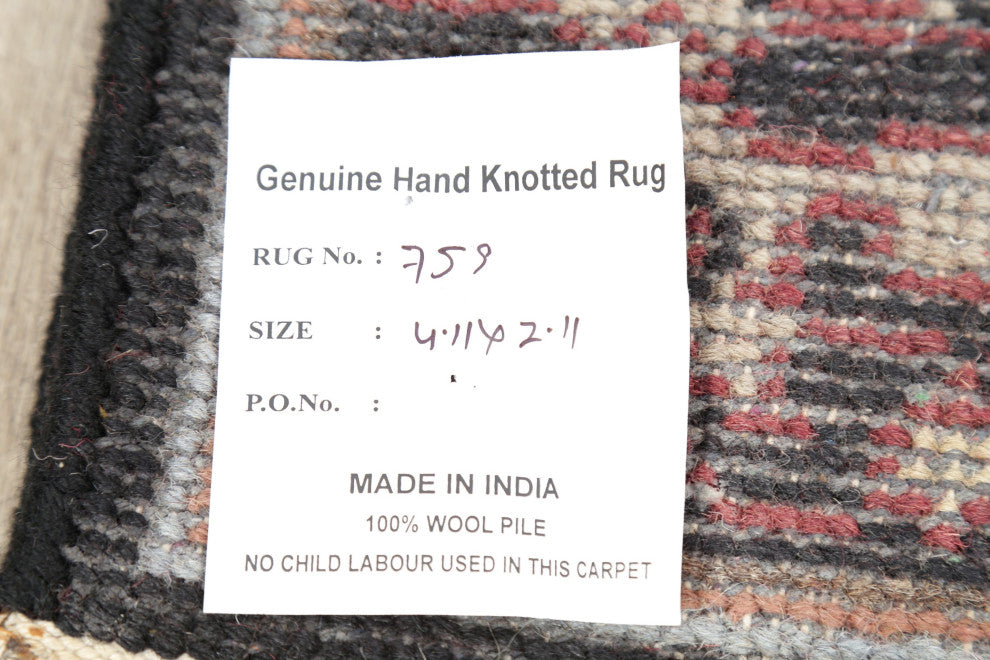 Genuine Hand Knotted Rug
RUG No. : 759
SIZE : 4.11x2.11
P.O.No. :
MADE IN INDIA
100% WOOL PILE
NO CHILD LABOUR USED IN THIS CARPET